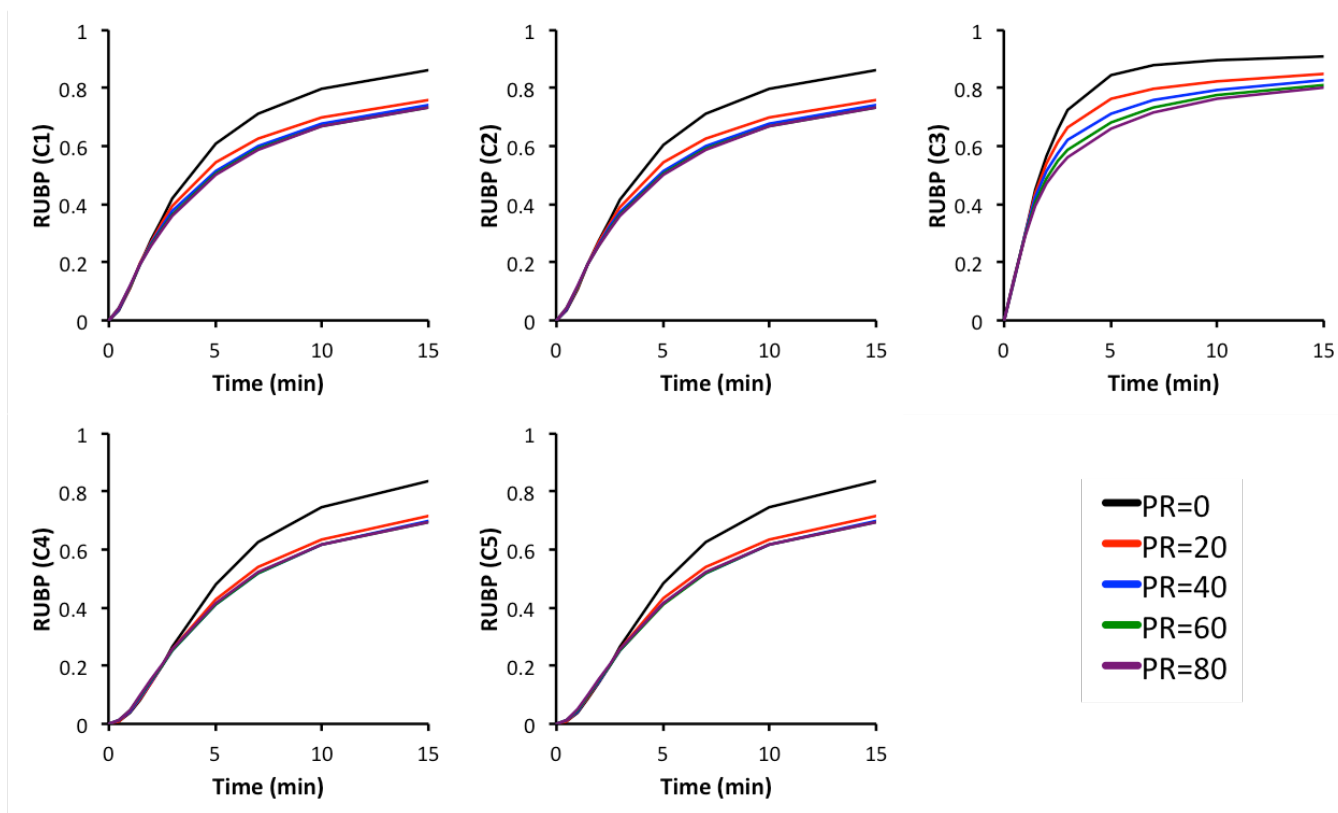 1
0.8
0.6
0.4
0.2
0
RUBP (C1)
0 5 10 15
Time (min)
1
0.8
0.6
0.4
0.2
0
RUBP (C2)
0 5 10 15
Time (min)
1
0.8
0.6
0.4
0.2
0
RUBP (C3)
0 5 10 15
Time (min)
1
0.8
0.6
0.4
0.2
0
RUBP (C4)
0 5 10 15
Time (min)
1
0.8
0.6
0.4
0.2
0
RUBP (C5)
0 5 10 15
Time (min)
PR=0
PR=20
PR=40
PR=60
PR=80